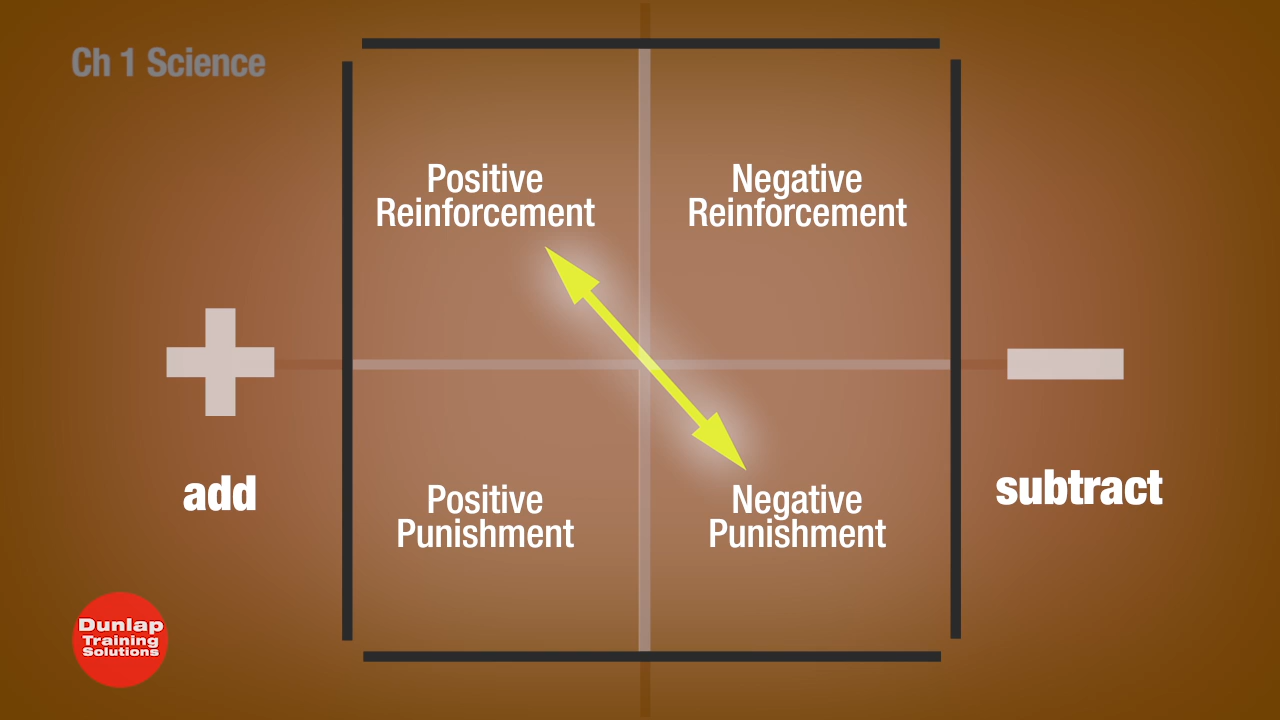 Ch 1 Science
Positive
Reinforcement
Negative
Reinforcement
add
subtract
Positive
Punishment
Negative
Punishment
Dunlap
Training
Solutions